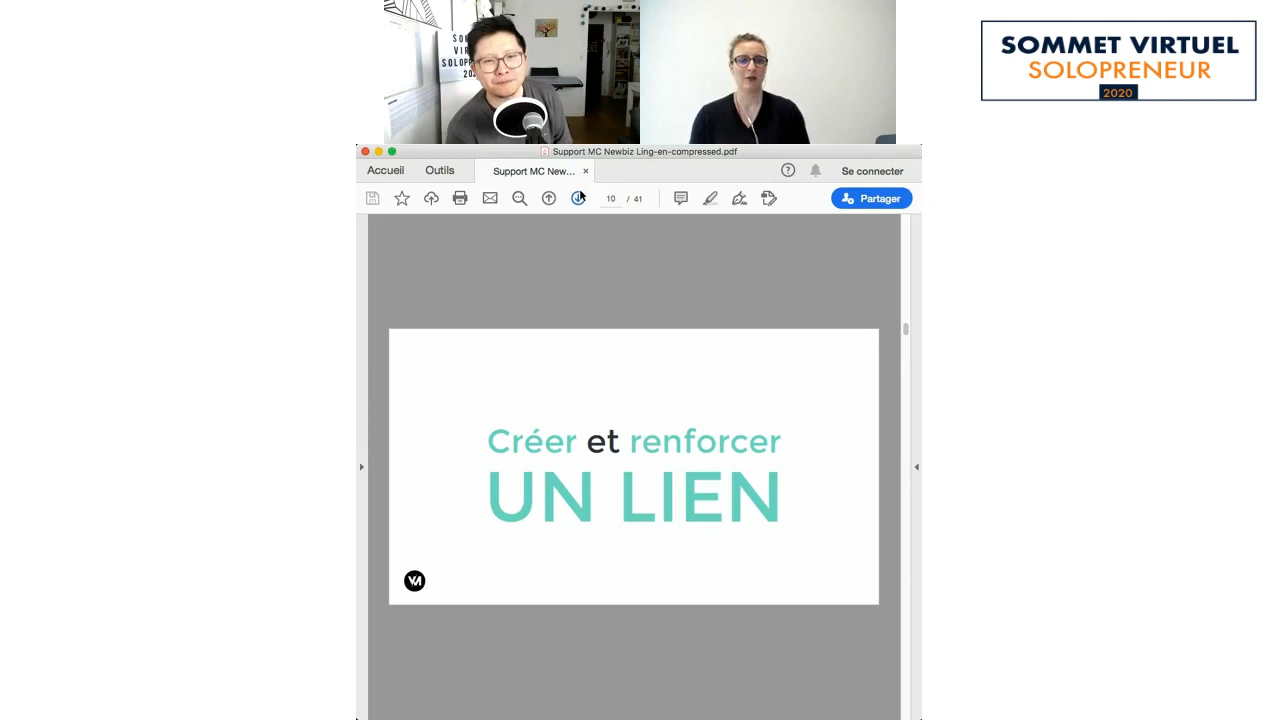 SOMMET VIRTUEL
SOLOPRENEUR
2020
Support MC Newbiz Ling-en-compressed.pdf
Accueil Outils Support MC New... × ? Se connecter
10 / 41 Partager
Créer et renforcer
UN LIEN